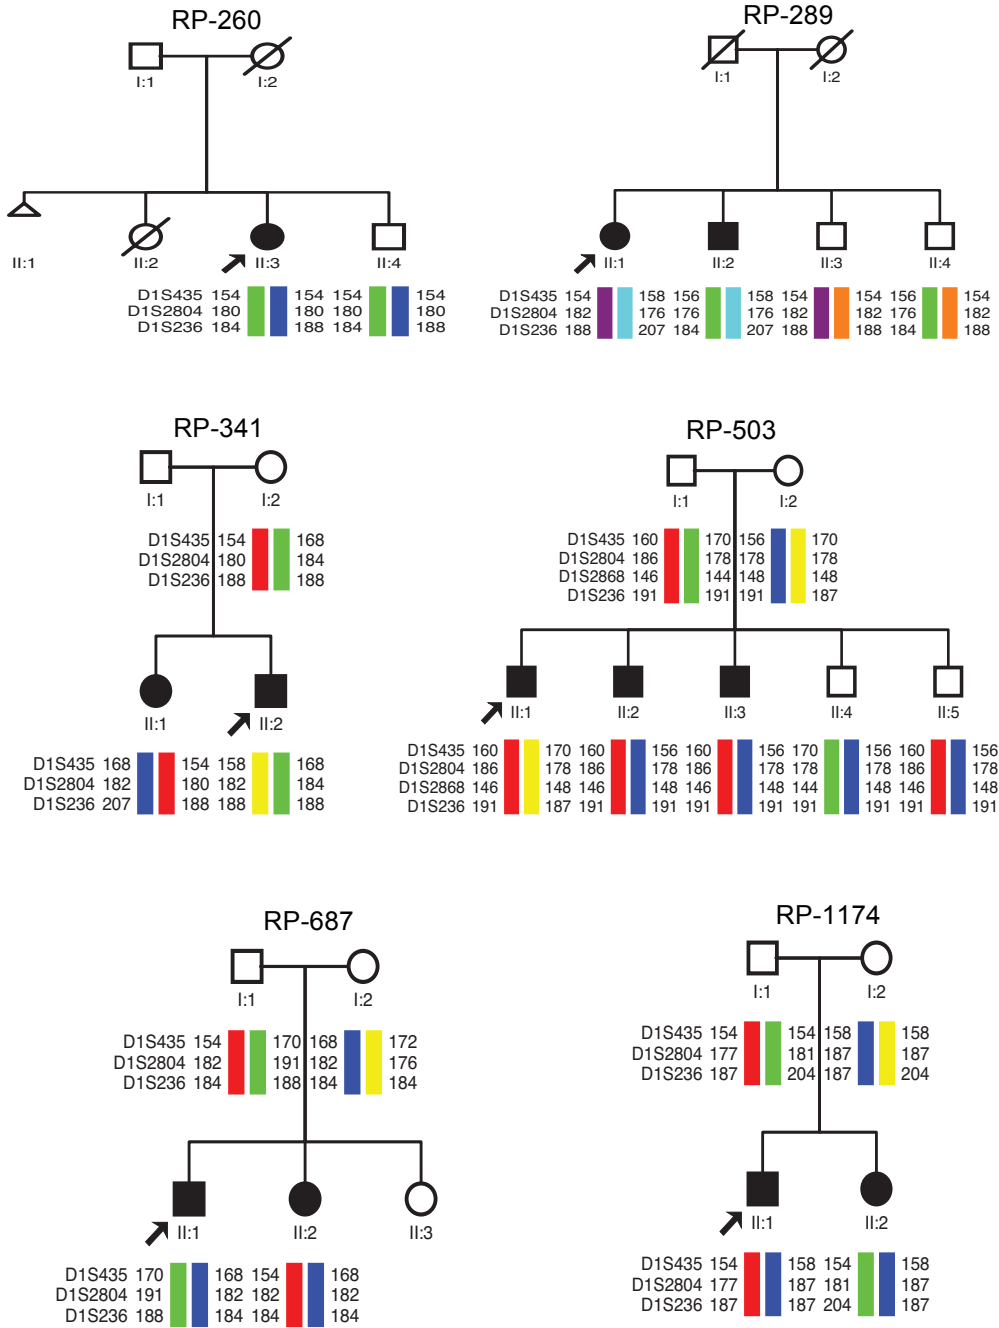 RP-260
I:1 I:2
II:1 II:2 II:3 II:4
D1S435 154 154 154 154
D1S2804 180 180 180 180
D1S236 184 188 184 188
RP-289
I:1 I:2
II:1 II:2 II:3 II:4
D1S435 154 158 156 158 154 154 156 154
D1S2804 182 176 176 176 182 182 176 182
D1S236 188 207 184 207 188 188 184 188
RP-341
I:1 I:2
D1S435 154 168
D1S2804 180 184
D1S236 188 188
II:1 II:2
D1S435 168 154 158 168
D1S2804 182 180 182 184
D1S236 207 188 188 188
RP-503
I:1 I:2
D1S435 160 170 156 170
D1S2804 186 178 178 178
D1S2868 146 144 148 148
D1S236 191 191 191 187
II:1 II:2 II:3 II:4 II:5
D1S435 160 170 160 156 160 156 170 156 160 156
D1S2804 186 178 186 178 186 178 178 178 186 178
D1S2868 146 148 146 148 146 148 144 148 146 148
D1S236 191 187 191 191 191 191 191 191 191 191
RP-687
I:1 I:2
D1S435 154 170 168 172
D1S2804 182 191 182 176
D1S236 184 188 184 184
II:1 II:2 II:3
D1S435 170 168 154 168
D1S2804 191 182 182 182
D1S236 188 184 184 184
RP-1174
I:1 I:2
D1S435 154 154 158 158
D1S2804 177 181 187 187
D1S236 187 204 187 204
II:1 II:2
D1S435 154 158 154 158
D1S2804 177 187 181 187
D1S236 187 187 204 187